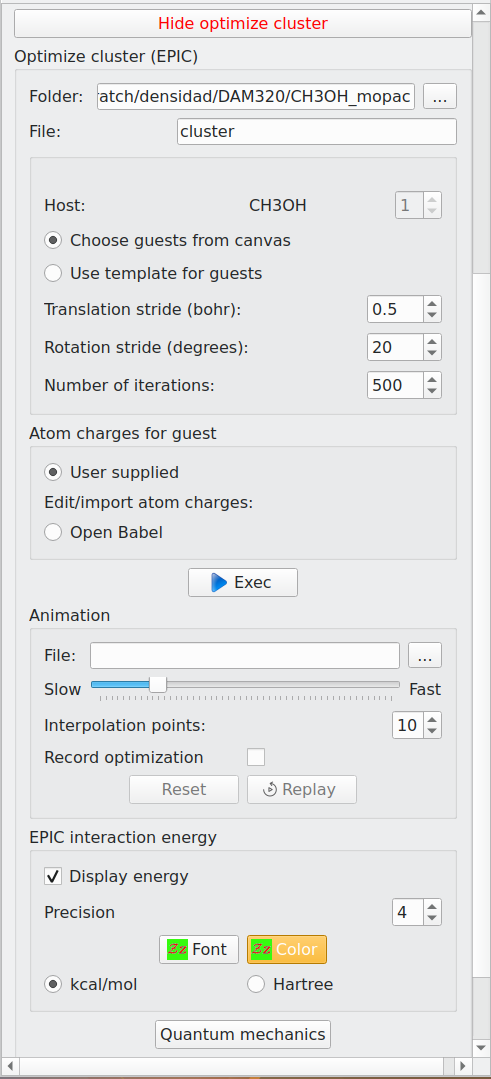 Hide optimize cluster
Optimize cluster (EPIC)
Folder: ratch/densidad/DAM320/CH3OH_mopac ...
File: cluster
Host: CH3OH 1
Choose guests from canvas
Use template for guests
Translation stride (bohr): 0.5
Rotation stride (degrees): 20
Number of iterations: 500
Atom charges for guest
User supplied
Edit/import atom charges:
Open Babel
Exec
Animation
File: ...
Slow Fast
Interpolation points: 10
Record optimization
Reset Replay
EPIC interaction energy
Display energy
Precision 4
Zz Font Zz Color
kcal/mol Hartree
Quantum mechanics